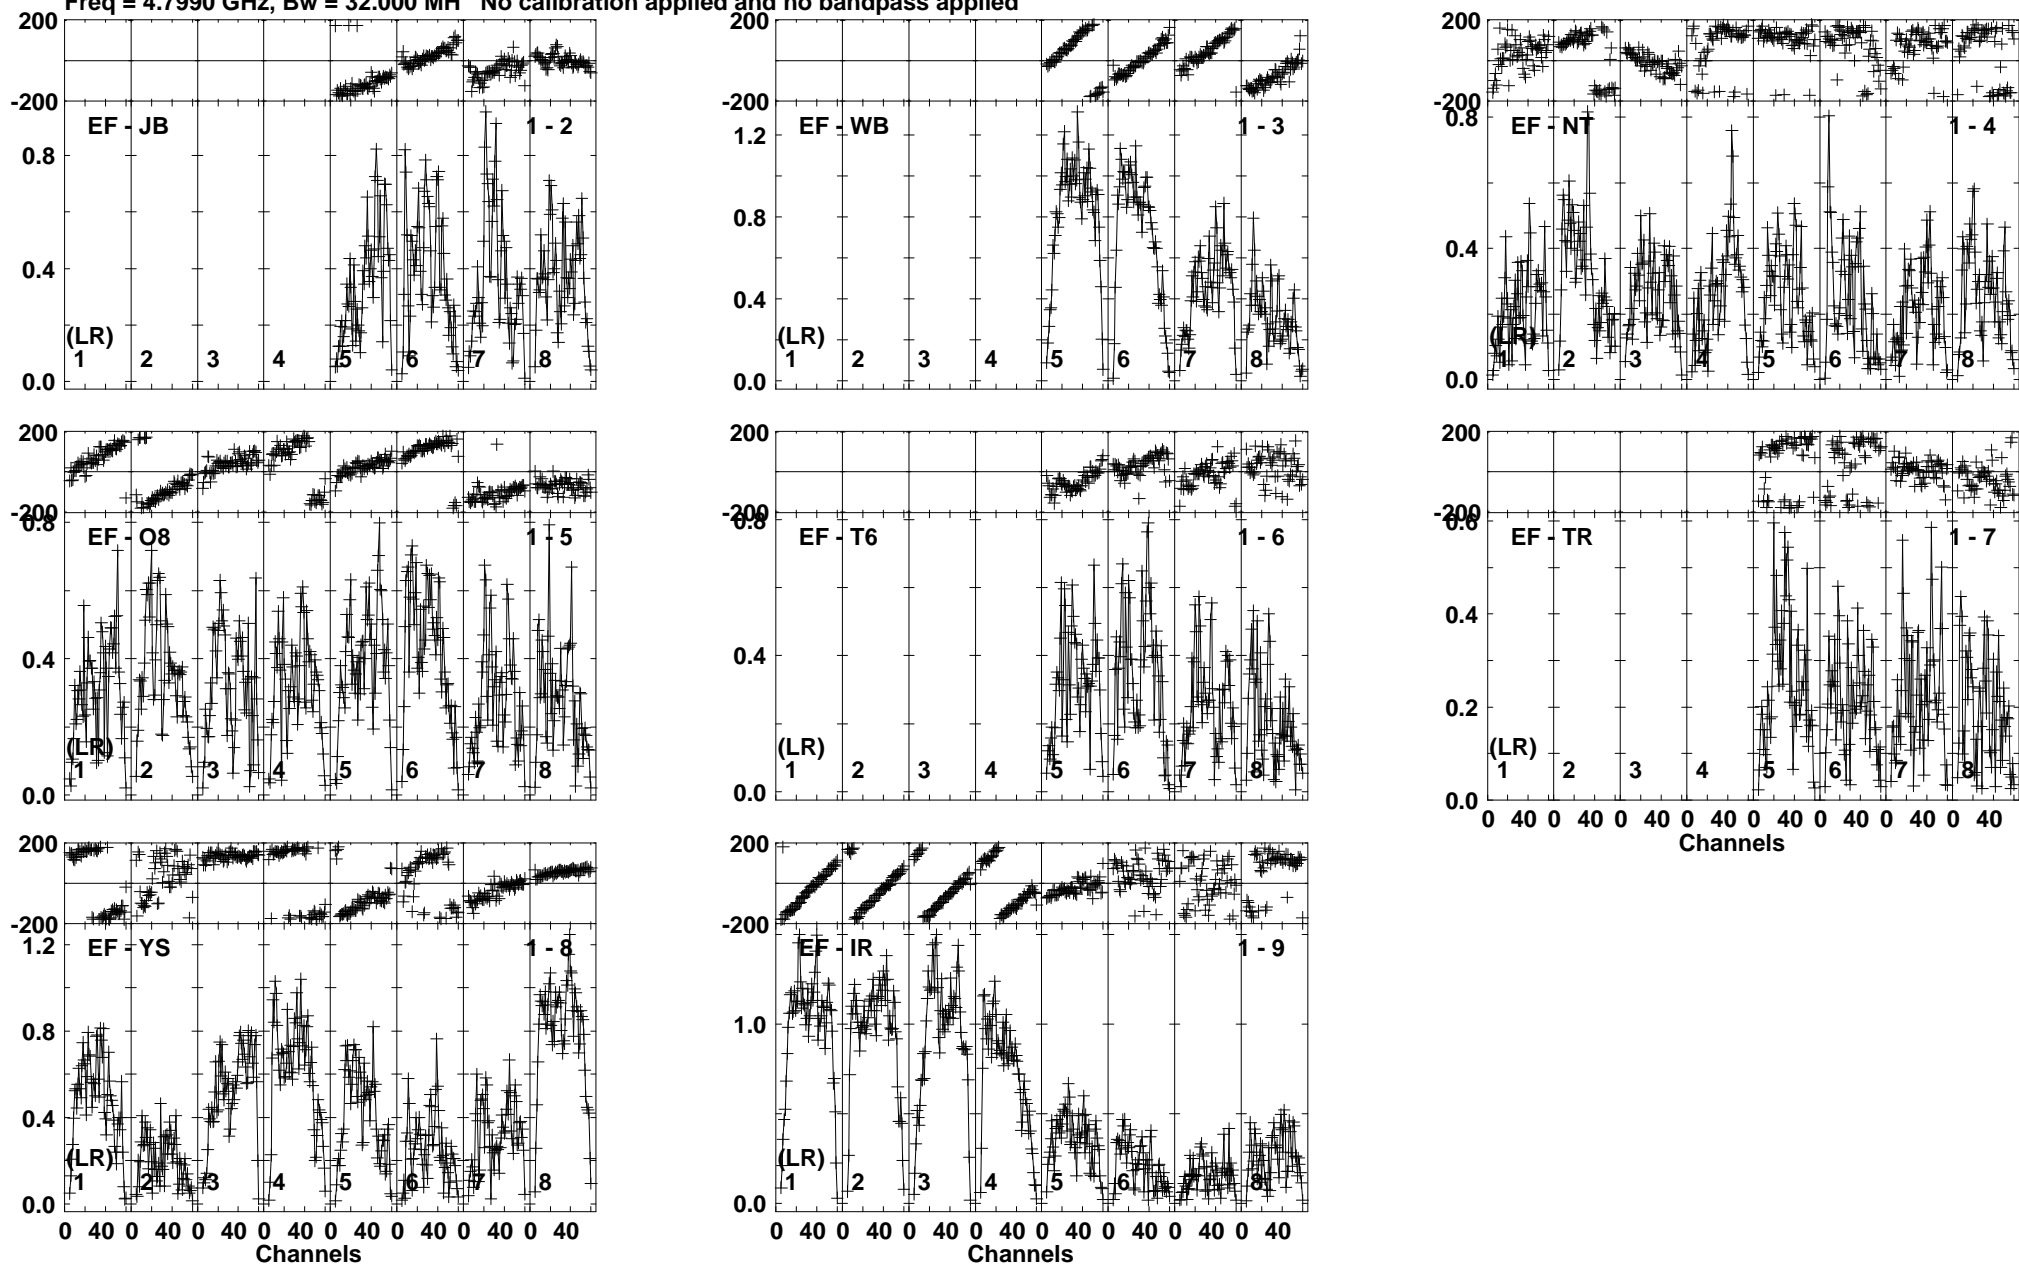 Freq = 4.7990 GHz, Bw = 32.000 MH No calibration applied and no bandpass applied
200 200 200
-200 -200 -200
EF - JB 1 - 2 EF - WB 1 - 3 EF - NT 1 - 4
0.8 1.2 0.8
0.4 0.8 0.4
0.4
(LR) (LR) (LR)
1 2 3 4 5 6 7 8 1 2 3 4 5 6 7 8 1 2 3 4 5 6 7 8
0.0 0.0 0.0
200 200 200
-200 -200 -200
0.8 0.8 0.6
EF - O8 1 - 5 EF - T6 1 - 6 EF - TR 1 - 7
0.4 0.4 0.4
0.2
(LR) (LR) (LR)
1 2 3 4 5 6 7 8 1 2 3 4 5 6 7 8 1 2 3 4 5 6 7 8
0.0 0.0 0.0
0 40 0 40 0 40 0 40 0 40 0 40 0 40 0 40
Channels
200 200
-200 -200
EF - YS 1 - 8 EF - IR 1 - 9
1.2
0.8 1.0
0.4
(LR) (LR)
1 2 3 4 5 6 7 8 1 2 3 4 5 6 7 8
0.0 0.0
0 40 0 40 0 40 0 40 0 40 0 40 0 40 0 40 0 40 0 40 0 40 0 40 0 40 0 40 0 40 0 40
Channels Channels